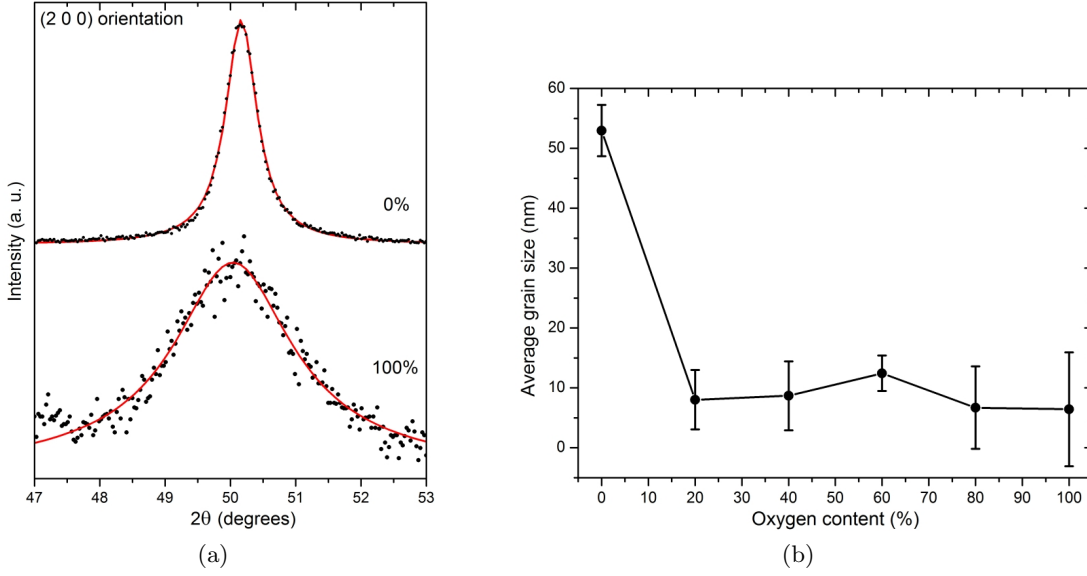 (2 0 0) orientation
0%
100%
Intensity (a. u.)
47 48 49 50 51 52 53
2θ (degrees)
(a)
60
50
40
30
20
10
0
Average grain size (nm)
0 10 20 30 40 50 60 70 80 90 100
Oxygen content (%)
(b)